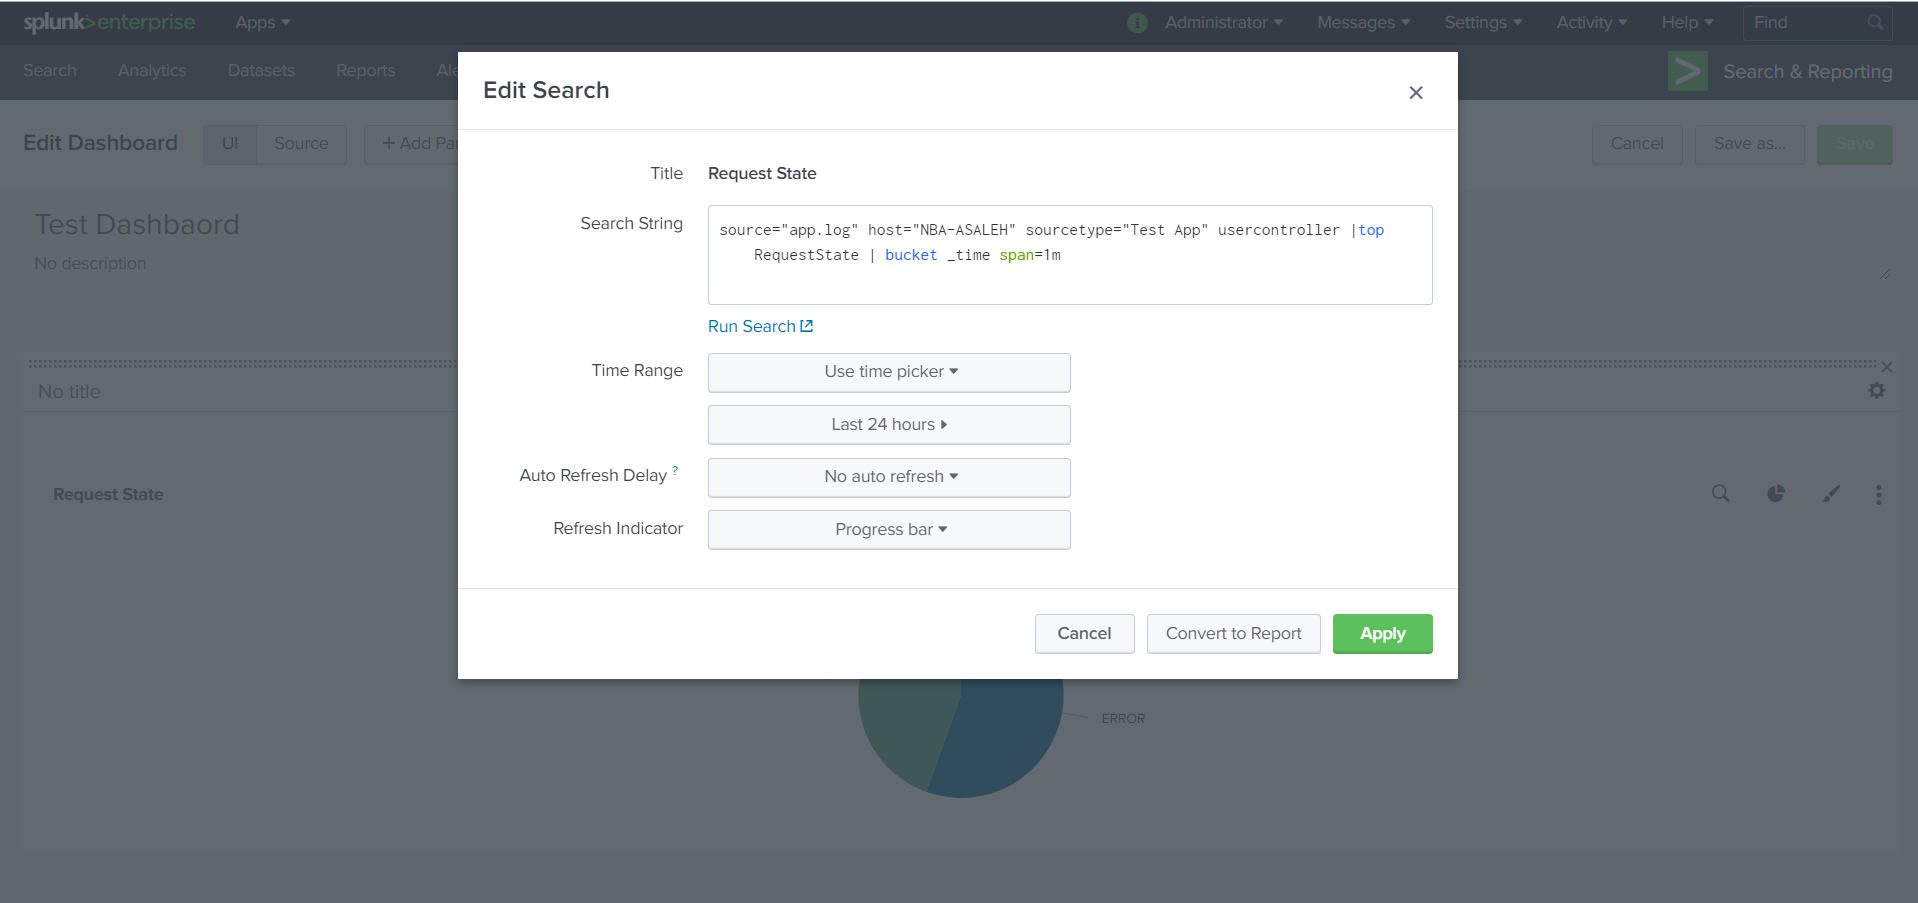 splunk>enterprise Apps Administrator Messages Settings Activity Help Find
Search Analytics Datasets Reports Search & Reporting
Edit Search
Edit Dashboard UI Source + Add Cancel Save as... Save
Title Request State
Test Dashbaord
No description
Search String source="app.log" host="NBA-ASALEH" sourcetype="Test App" usercontroller |top
RequestState | bucket _time span=1m
Run Search
Time Range Use time picker
No title
Last 24 hours
Auto Refresh Delay ? No auto refresh
Request State
Refresh Indicator Progress bar
Cancel Convert to Report Apply
ERROR